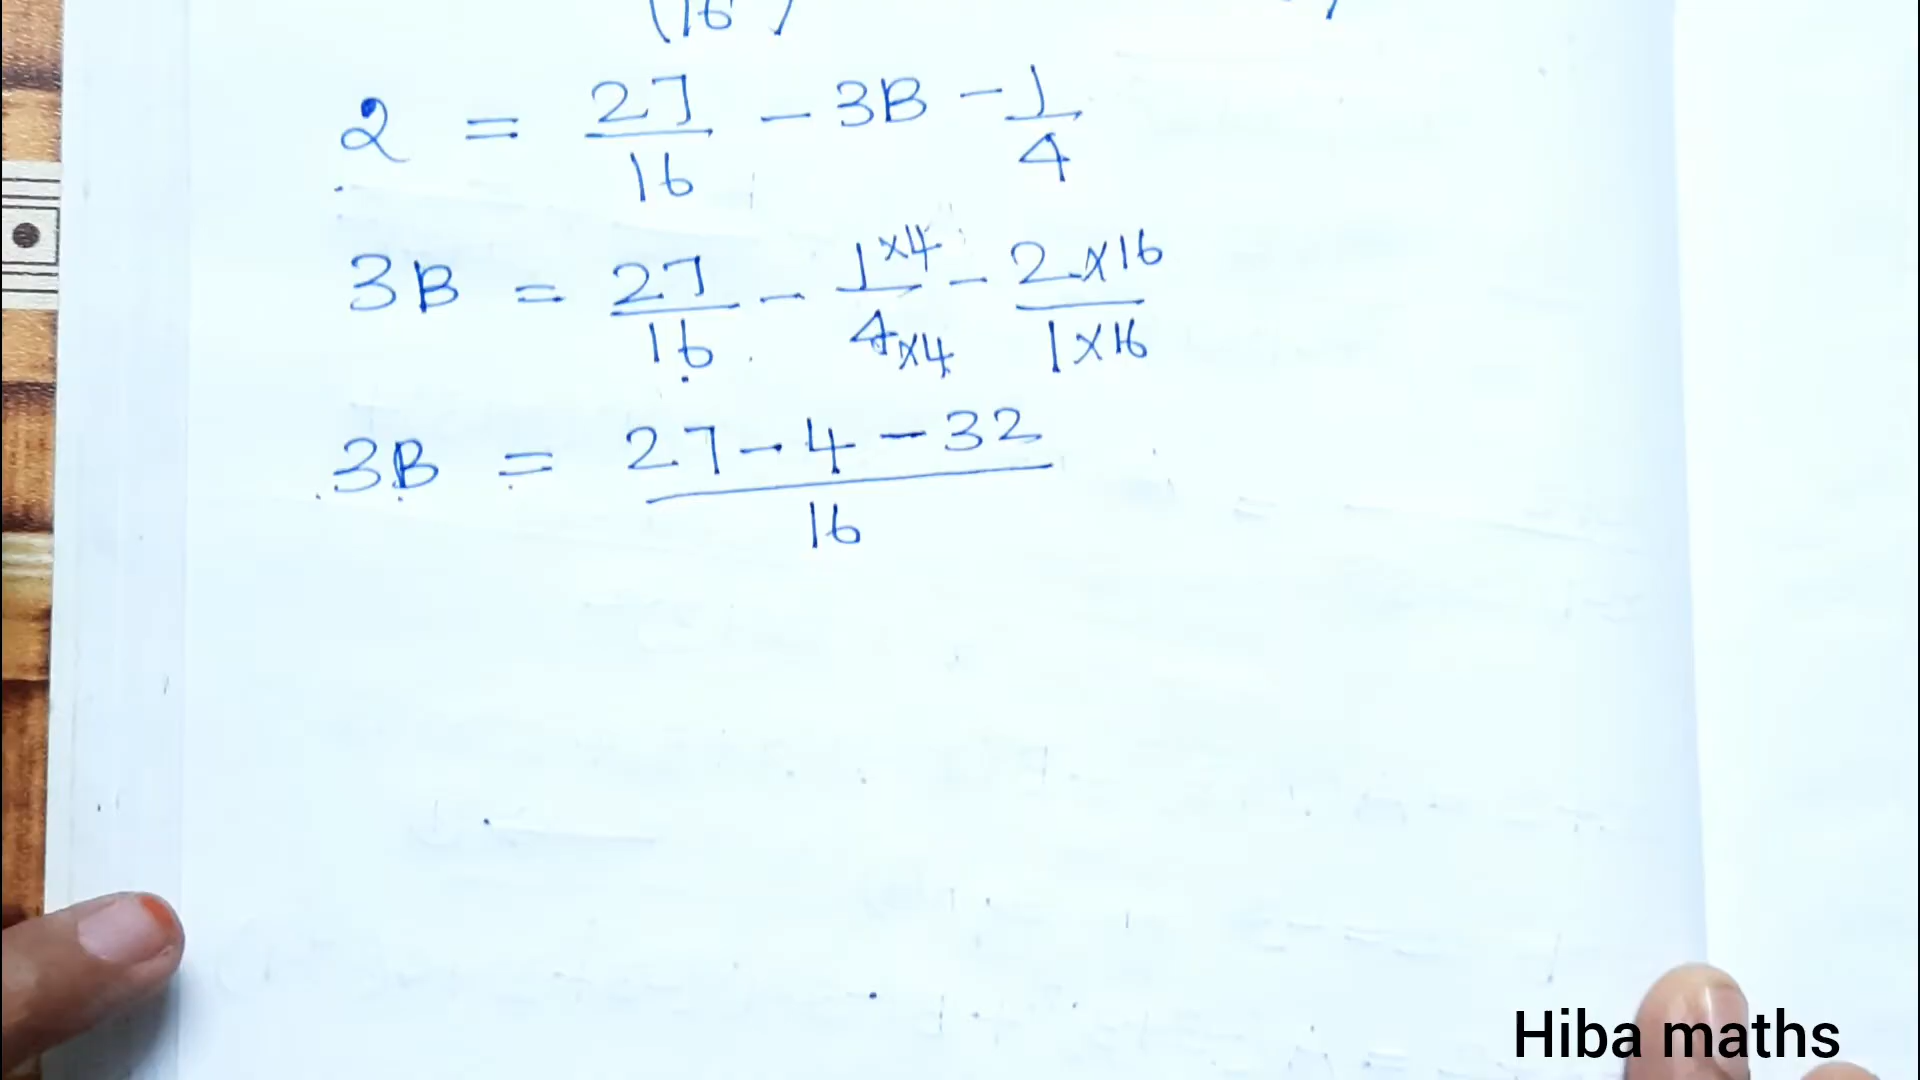 (16)
2 = 27/16 - 3B - 1/4
3B = 27/16 - 1×4/4×4 - 2×16/1×16
3B = 27-4-32/16
Hiba maths